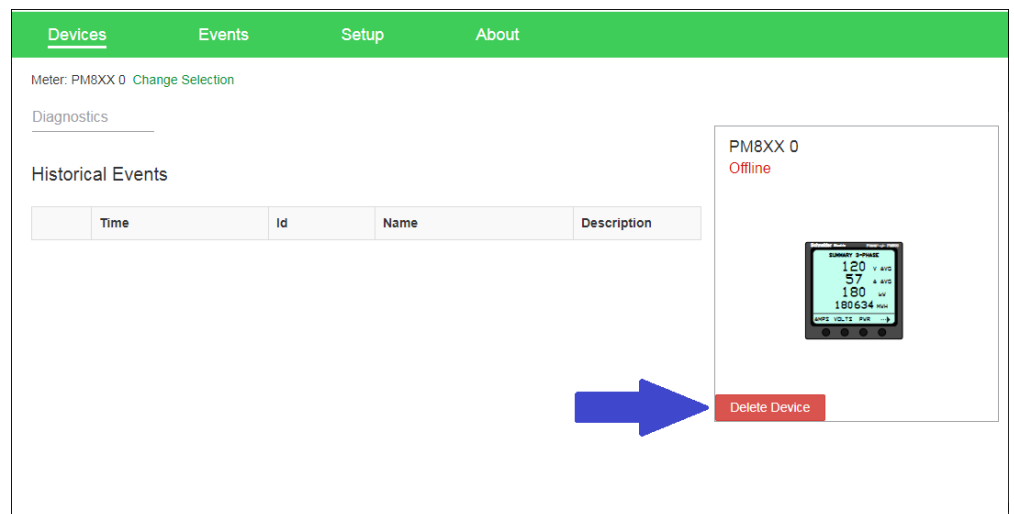 Devices Events Setup About
Meter: PM8XX 0 Change Selection
Diagnostics
Historical Events
Time Id Name Description
PM8XX 0
Offline
SUMMARY 3-PHASE
120 V AVG
57 A AVG
180 kW
180634 MVH
AMPS VOLTS PWR
Delete Device